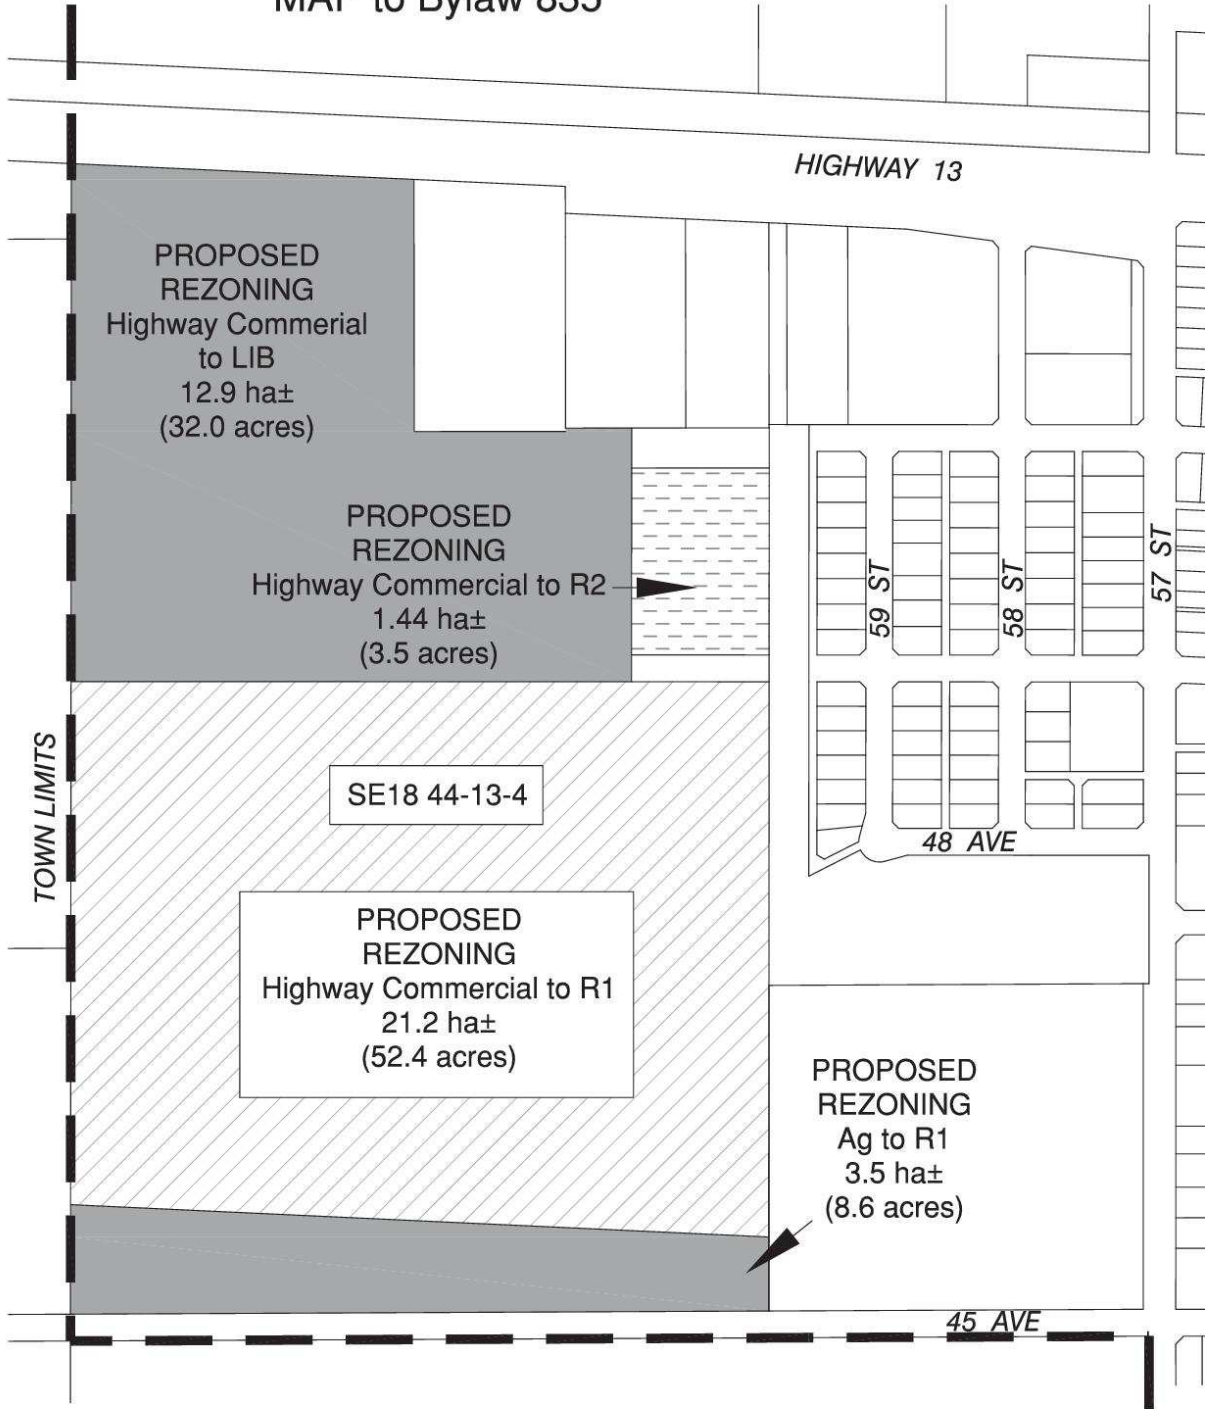 MAP to Bylaw 835
HIGHWAY 13
PROPOSED
REZONING
Highway Commerial
to LIB
12.9 ha±
(32.0 acres)
PROPOSED
REZONING
Highway Commercial to R2
1.44 ha±
(3.5 acres)
59 ST
58 ST
57 ST
TOWN LIMITS
SE18 44-13-4
48 AVE
PROPOSED
REZONING
Highway Commercial to R1
21.2 ha±
(52.4 acres)
PROPOSED
REZONING
Ag to R1
3.5 ha±
(8.6 acres)
45 AVE